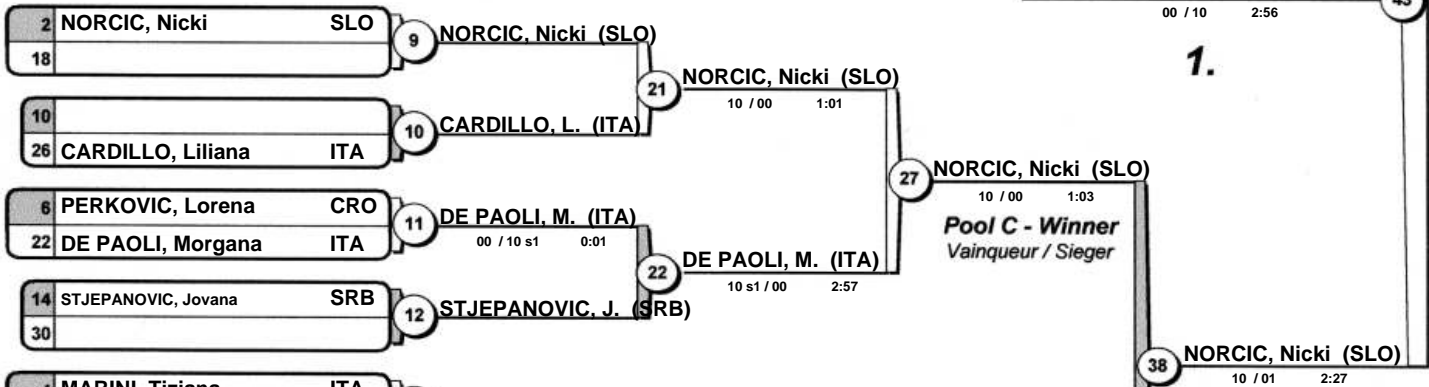 00 / 10 2:56
43
1.
2 NORCIC, Nicki SLO
18
9
NORCIC, Nicki (SLO)
10
26 CARDILLO, Liliana ITA
10
CARDILLO, L. (ITA)
21
NORCIC, Nicki (SLO)
10 / 00 1:01
6 PERKOVIC, Lorena CRO
22 DE PAOLI, Morgana ITA
11
DE PAOLI, M. (ITA)
00 / 10 s1 0:01
14 STJEPANOVIC, Jovana SRB
30
12
STJEPANOVIC, J. (SRB)
22
DE PAOLI, M. (ITA)
10 s1 / 00 2:57
27
NORCIC, Nicki (SLO)
10 / 00 1:03
Pool C - Winner
Vainqueur / Sieger
38
NORCIC, Nicki (SLO)
10 / 01 2:27
MARINI, Tiziana ITA